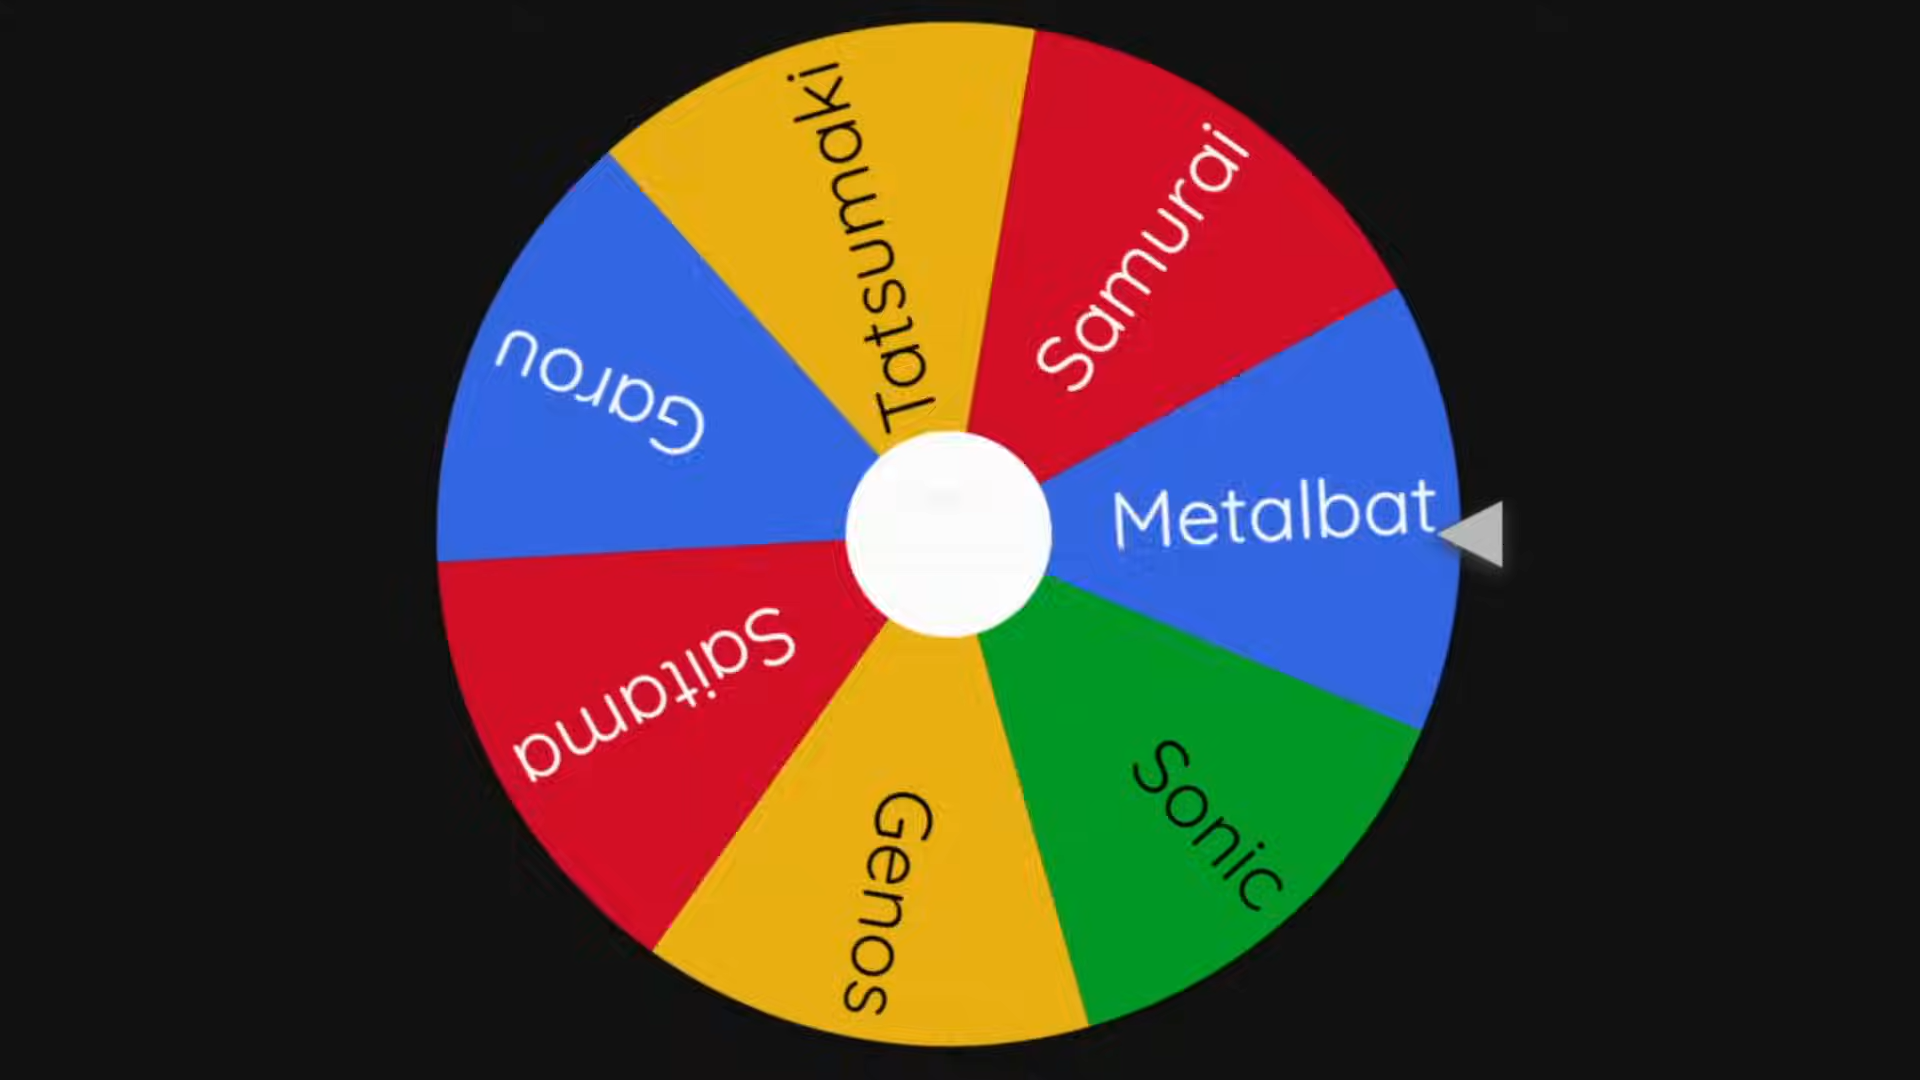 Tatsumaki
Samurai
Metalbat
Sonic
Genos
Saitama
Garou